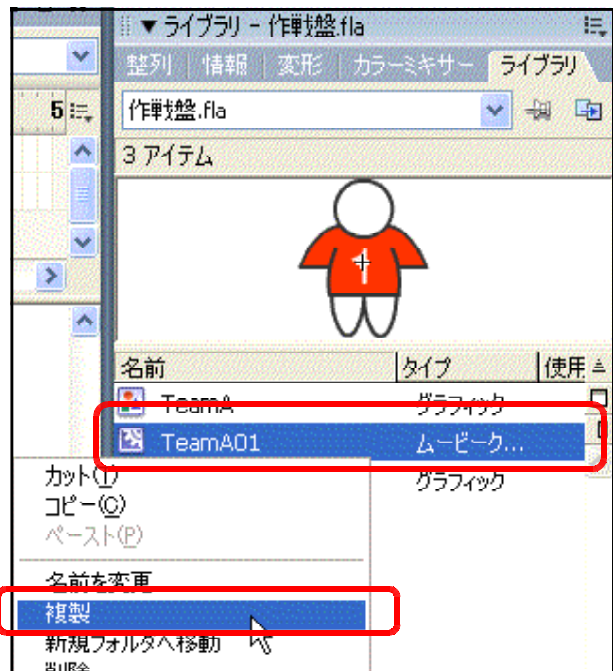 ▼ ライブラリ - 作戦盤.fla
整列 情報 変形 カラーミキサー ライブラリ
5
作戦盤.fla
3 アイテム
1
名前 タイプ 使用
TeamA グラフィック
TeamA01 ムービーク...
グラフィック
カット(T)
コピー(C)
ペースト(P)
名前を変更
複製
新規フォルダへ移動
削除